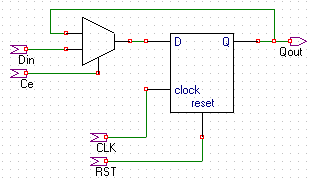 D Q
Qout
Din
Ce
clock
reset
CLK
RST